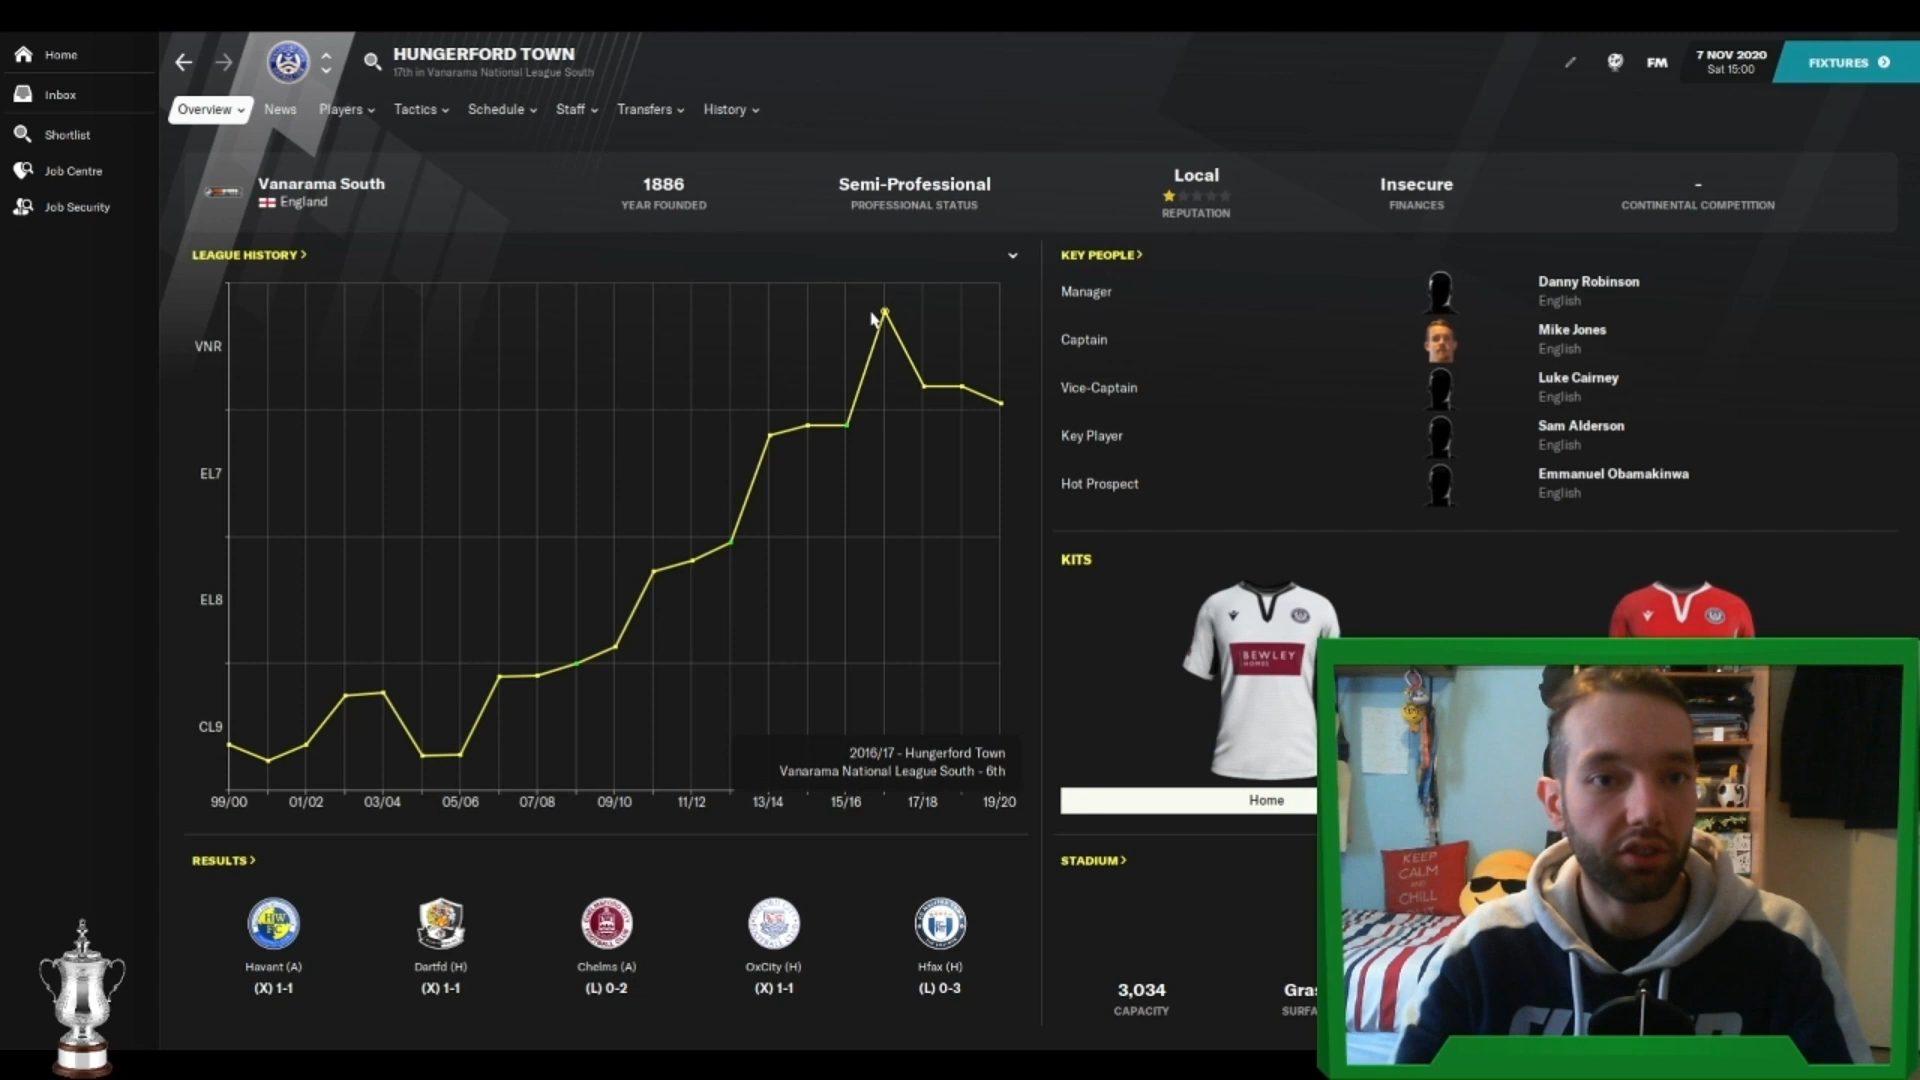 Home
Inbox
Shortlist
Job Centre
Job Security
HUNGERFORD TOWN
17th in Vanarama National League South
FM
7 NOV 2020
Sat 15:00
FIXTURES
Overview
News
Players
Tactics
Schedule
Staff
Transfers
History
Vanarama South
England
1886
YEAR FOUNDED
Semi-Professional
PROFESSIONAL STATUS
Local
REPUTATION
Insecure
FINANCES
-
CONTINENTAL COMPETITION
LEAGUE HISTORY >
VNR
EL7
EL8
CL9
2016/17 - Hungerford Town
Vanarama National League South - 6th
99/00 01/02 03/04 05/06 07/08 09/10 11/12 13/14 15/16 17/18 19/20
KEY PEOPLE >
Manager
Danny Robinson
English
Captain
Mike Jones
English
Vice-Captain
Luke Cairney
English
Key Player
Sam Alderson
English
Hot Prospect
Emmanuel Obamakinwa
English
KITS
BEWLEY
HOMES
Home
RESULTS >
Havant (A)
(X) 1-1
Dartfd (H)
(X) 1-1
Chelms (A)
(L) 0-2
OxCity (H)
(X) 1-1
Hfax (H)
(L) 0-3
STADIUM >
3,034
CAPACITY
Gras
SURFA
KEEP
CALM
AND
CHILL